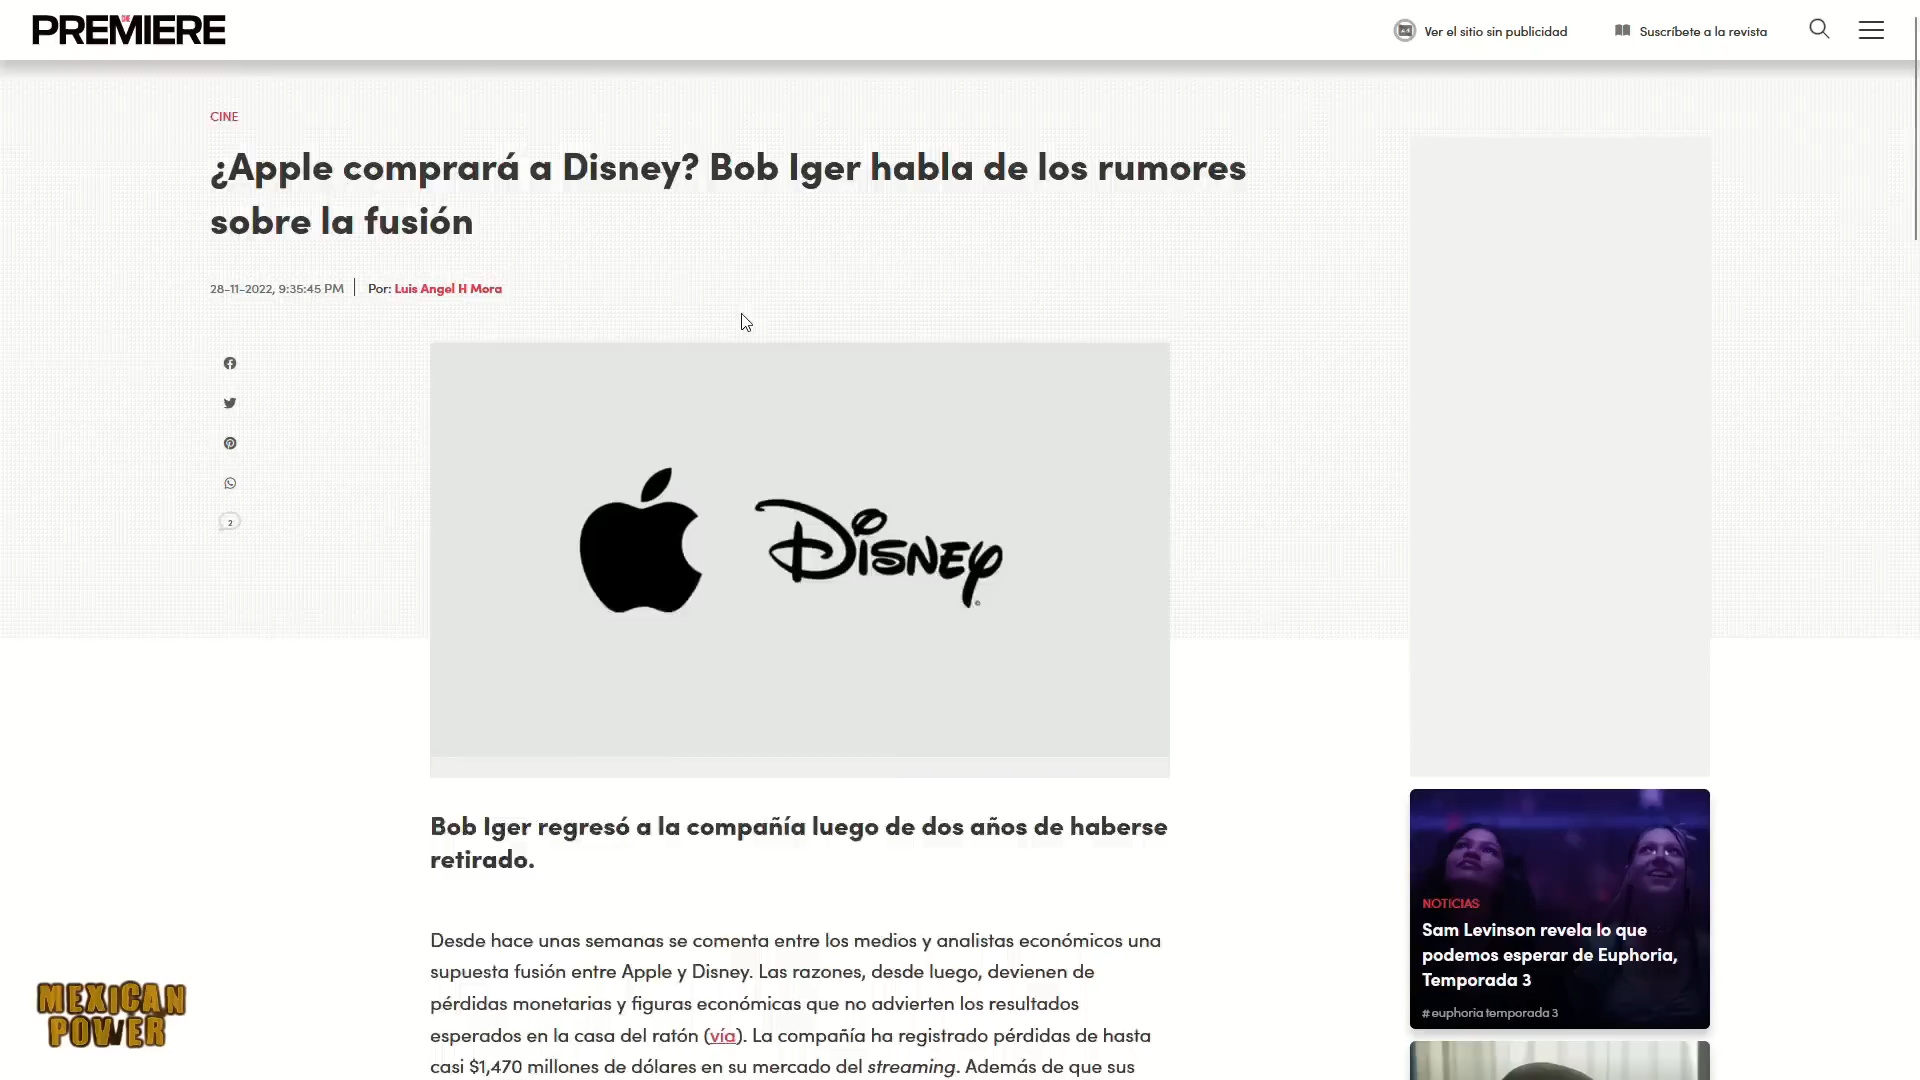 CINE PREMIERE
Ver el sitio sin publicidad
Suscríbete a la revista
CINE
¿Apple comprará a Disney? Bob Iger habla de los rumores
sobre la fusión
28-11-2022, 9:35:45 PM
Por: Luis Angel H Mora
2
Disney
Bob Iger regresó a la compañía luego de dos años de haberse
retirado.
Desde hace unas semanas se comenta entre los medios y analistas económicos una
supuesta fusión entre Apple y Disney. Las razones, desde luego, devienen de
pérdidas monetarias y figuras económicas que no advierten los resultados
esperados en la casa del ratón (vía). La compañía ha registrado pérdidas de hasta
casi $1,470 millones de dólares en su mercado del streaming. Además de que sus
NOTICIAS
Sam Levinson revela lo que
podemos esperar de Euphoria,
Temporada 3
# euphoria temporada 3
MEXICAN
POWER